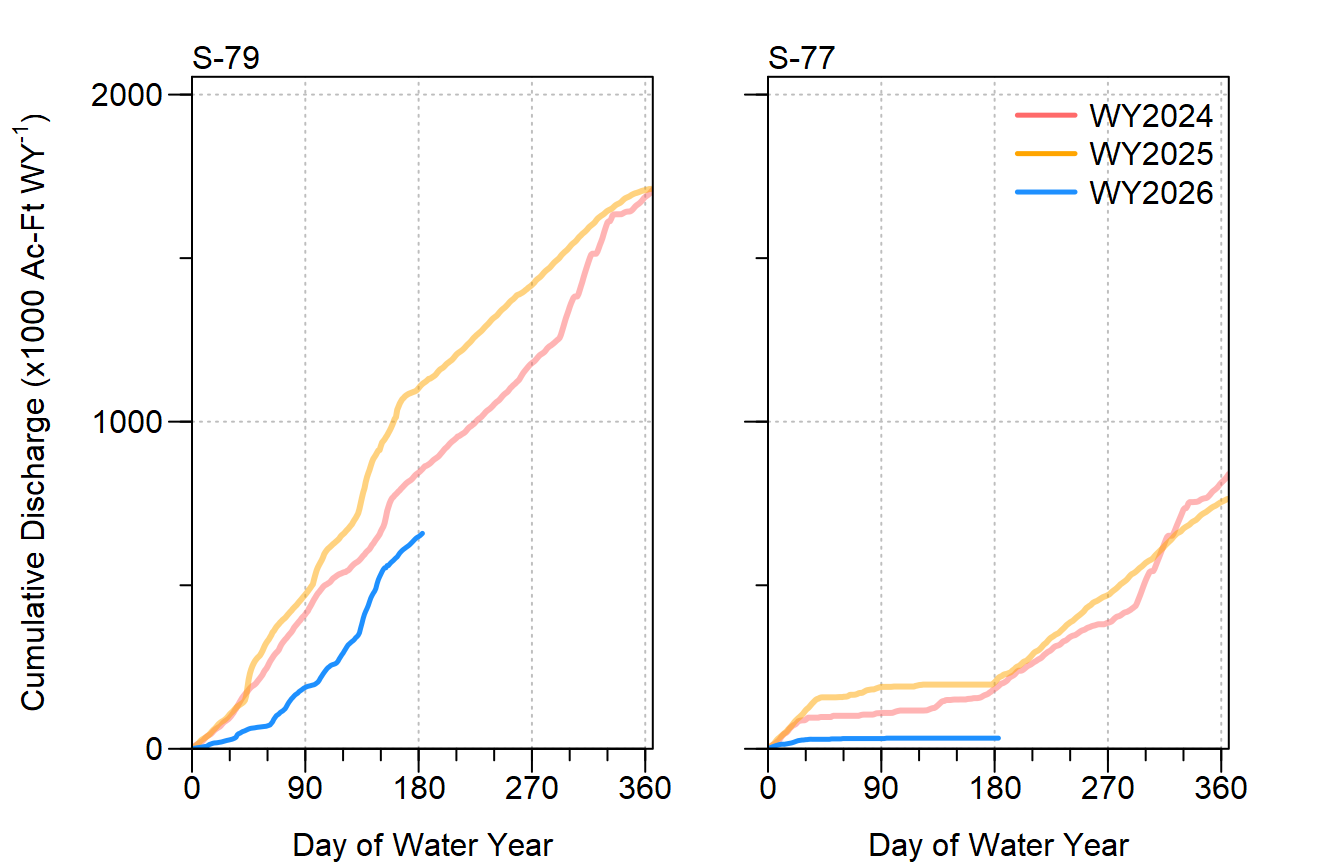 S-79
S-77
Cumulative Discharge (x1000 Ac-Ft WY⁻¹)
2000
1000
0
0 90 180 270 360
Day of Water Year
WY2024
WY2025
WY2026
0 90 180 270 360
Day of Water Year